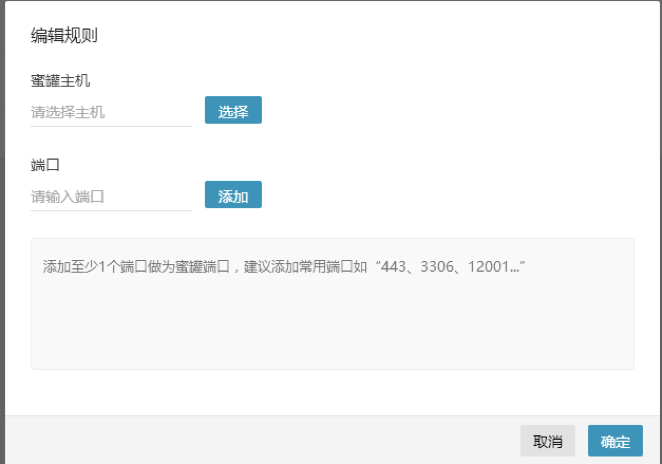 编辑规则
蜜罐主机
请选择主机 选择
端口
请输入端口 添加
添加至少1个端口做为蜜罐端口，建议添加常用端口如“443、3306、12001...”
取消 确定